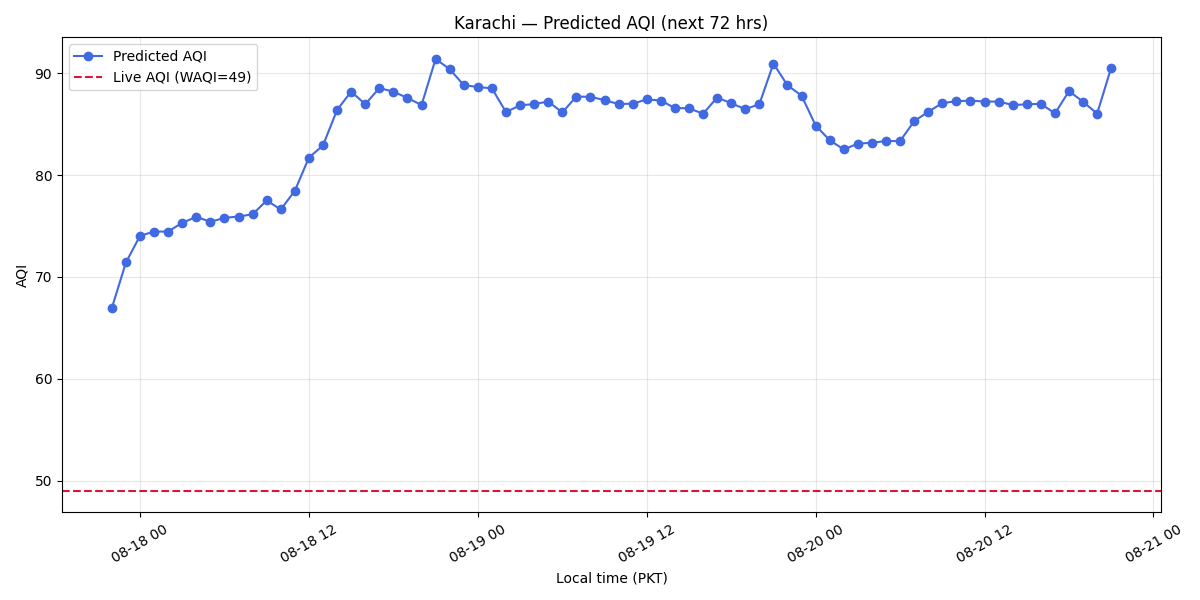 Karachi — Predicted AQI (next 72 hrs)
Predicted AQI
Live AQI (WAQI=49)
90
80
70
60
50
AQI
08-18 00
08-18 12
08-19 00
08-19 12
08-20 00
08-20 12
08-21 00
Local time (PKT)